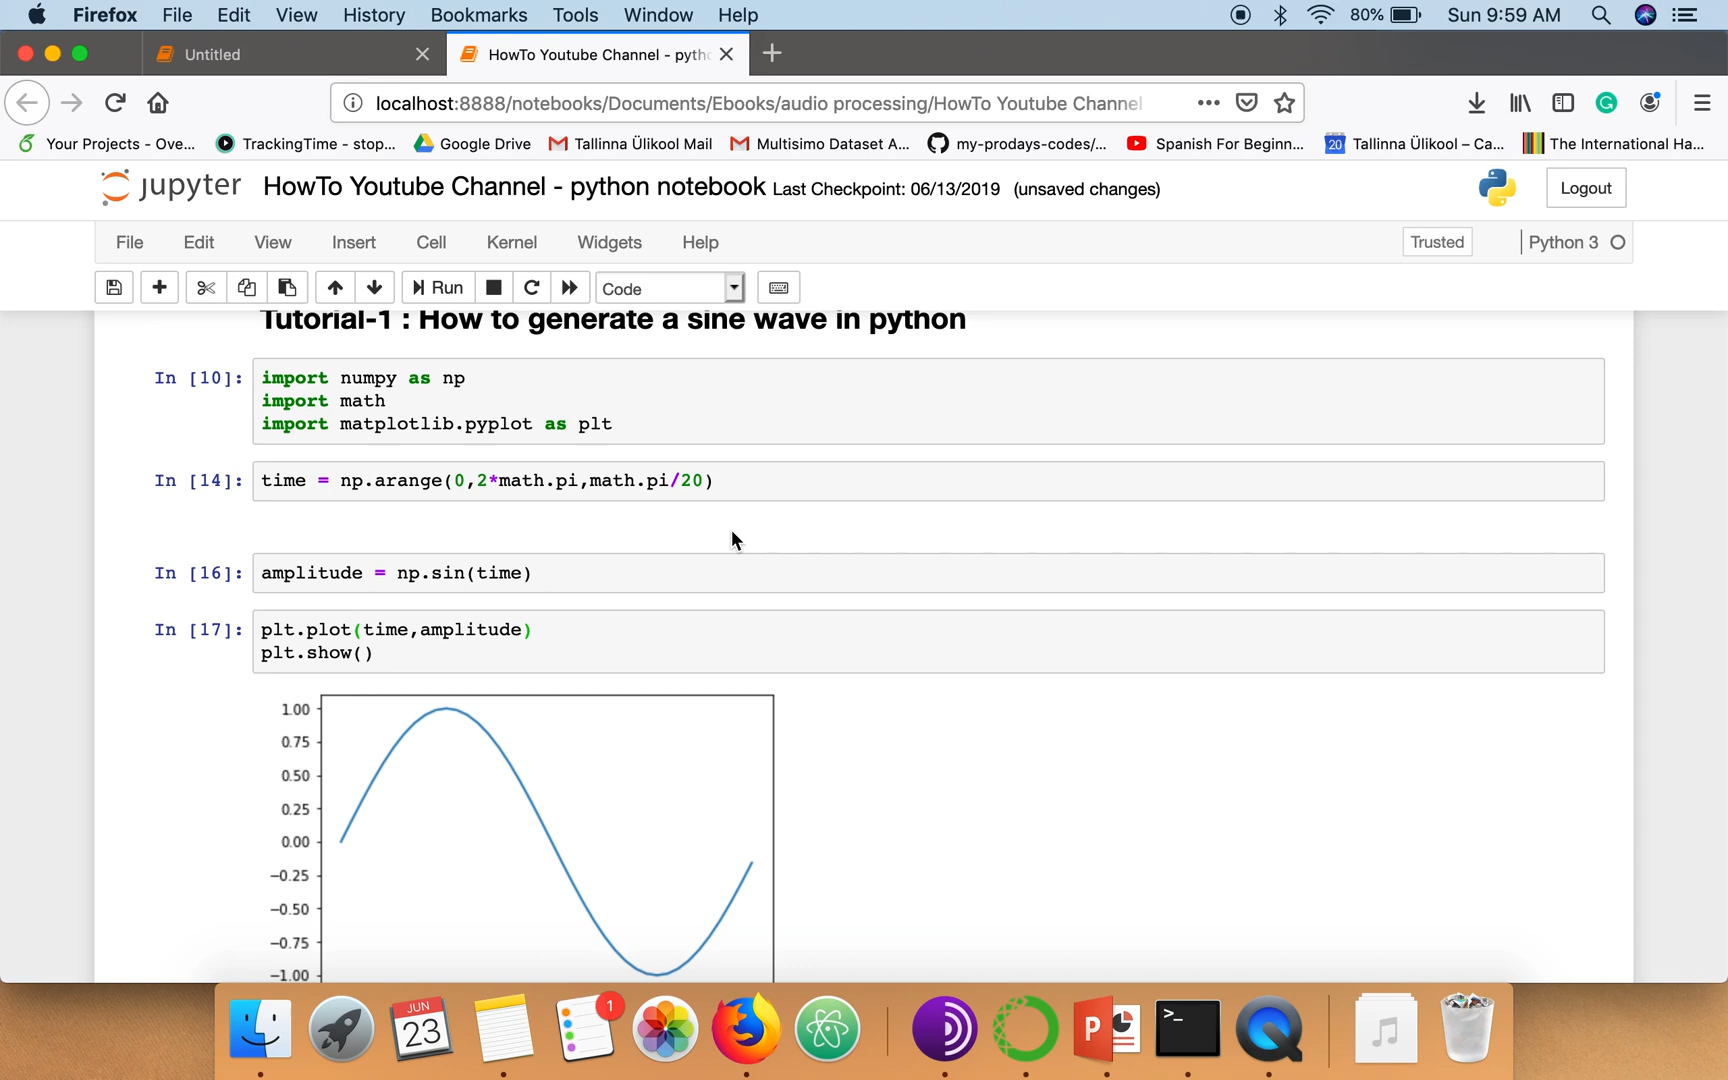 Firefox File Edit View History Bookmarks Tools Window Help 80% Sun 9:59 AM
Untitled HowTo Youtube Channel - pytho
localhost:8888/notebooks/Documents/Ebooks/audio processing/HowTo Youtube Channel
Your Projects - Ove... TrackingTime - stop... Google Drive Tallinna Ülikool Mail Multisimo Dataset A... my-prodays-codes/... Spanish For Beginn... 20 Tallinna Ülikool – Ca... The International Ha...
jupyter HowTo Youtube Channel - python notebook Last Checkpoint: 06/13/2019 (unsaved changes) Logout
File Edit View Insert Cell Kernel Widgets Help Trusted Python 3
Run Code
Tutorial-1 : How to generate a sine wave in python
In [10]: import numpy as np
import math
import matplotlib.pyplot as plt
In [14]: time = np.arange(0,2*math.pi,math.pi/20)
In [16]: amplitude = np.sin(time)
In [17]: plt.plot(time,amplitude)
plt.show()
1.00
0.75
0.50
0.25
0.00
−0.25
−0.50
−0.75
−1.00
JUN
23
1
P
>_